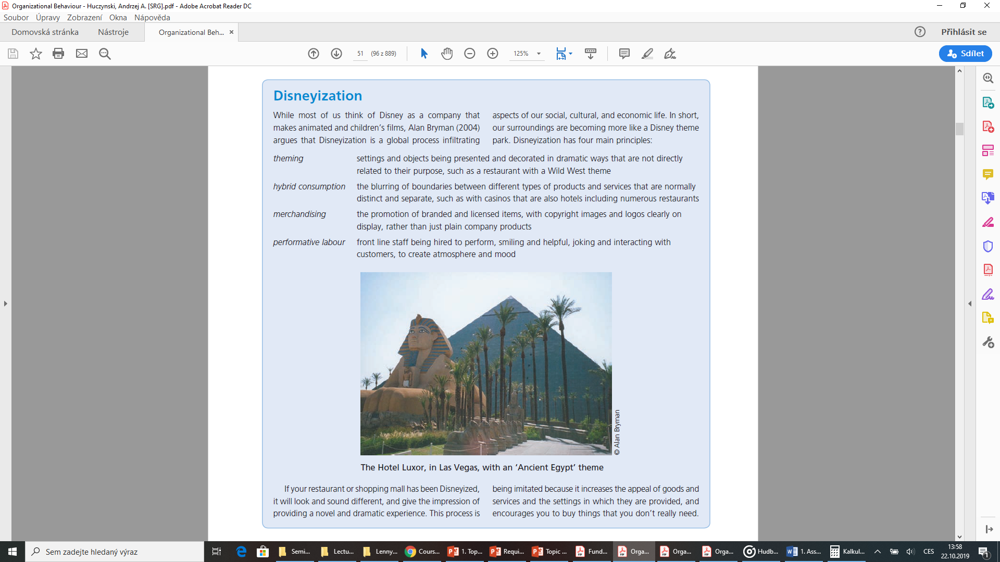 Organizational Behaviour - Huczynski, Andrzej A. [SRG].pdf - Adobe Acrobat Reader DC
Soubor Úpravy Zobrazení Okna Nápověda
Domovská stránka Nástroje Organizational Beh... × ? Přihlásit se
51 (96 z 889) 125% Sdílet
Disneyization
While most of us think of Disney as a company that
makes animated and children's films, Alan Bryman (2004)
argues that Disneyization is a global process infiltrating
aspects of our social, cultural, and economic life. In short,
our surroundings are becoming more like a Disney theme
park. Disneyization has four main principles:
theming settings and objects being presented and decorated in dramatic ways that are not directly
related to their purpose, such as a restaurant with a Wild West theme
hybrid consumption the blurring of boundaries between different types of products and services that are normally
distinct and separate, such as with casinos that are also hotels including numerous restaurants
merchandising the promotion of branded and licensed items, with copyright images and logos clearly on
display, rather than just plain company products
performative labour front line staff being hired to perform, smiling and helpful, joking and interacting with
customers, to create atmosphere and mood
© Alan Bryman
The Hotel Luxor, in Las Vegas, with an ‘Ancient Egypt’ theme
If your restaurant or shopping mall has been Disneyized,
it will look and sound different, and give the impression of
providing a novel and dramatic experience. This process is
being imitated because it increases the appeal of goods and
services and the settings in which they are provided, and
encourages you to buy things that you don't really need.
Sem zadejte hledaný výraz Semi... Lectu... Lenny... Cours... 1. Top... Requi... Topic ... Fund... Orga... Orga... Orga... Hudb... 1. Ass... Kalkul... CES 13:58
22.10.2019 1